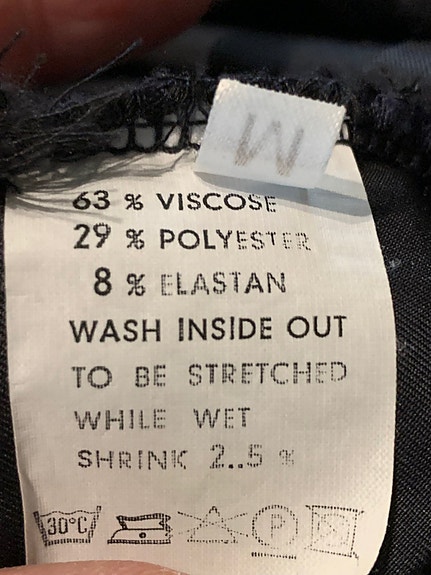 M
63 % VISCOSE
29 % POLYESTER
8 % ELASTAN
WASH INSIDE OUT
TO BE STRETCHED
WHILE WET
SHRINK 2..5 %
30°C P